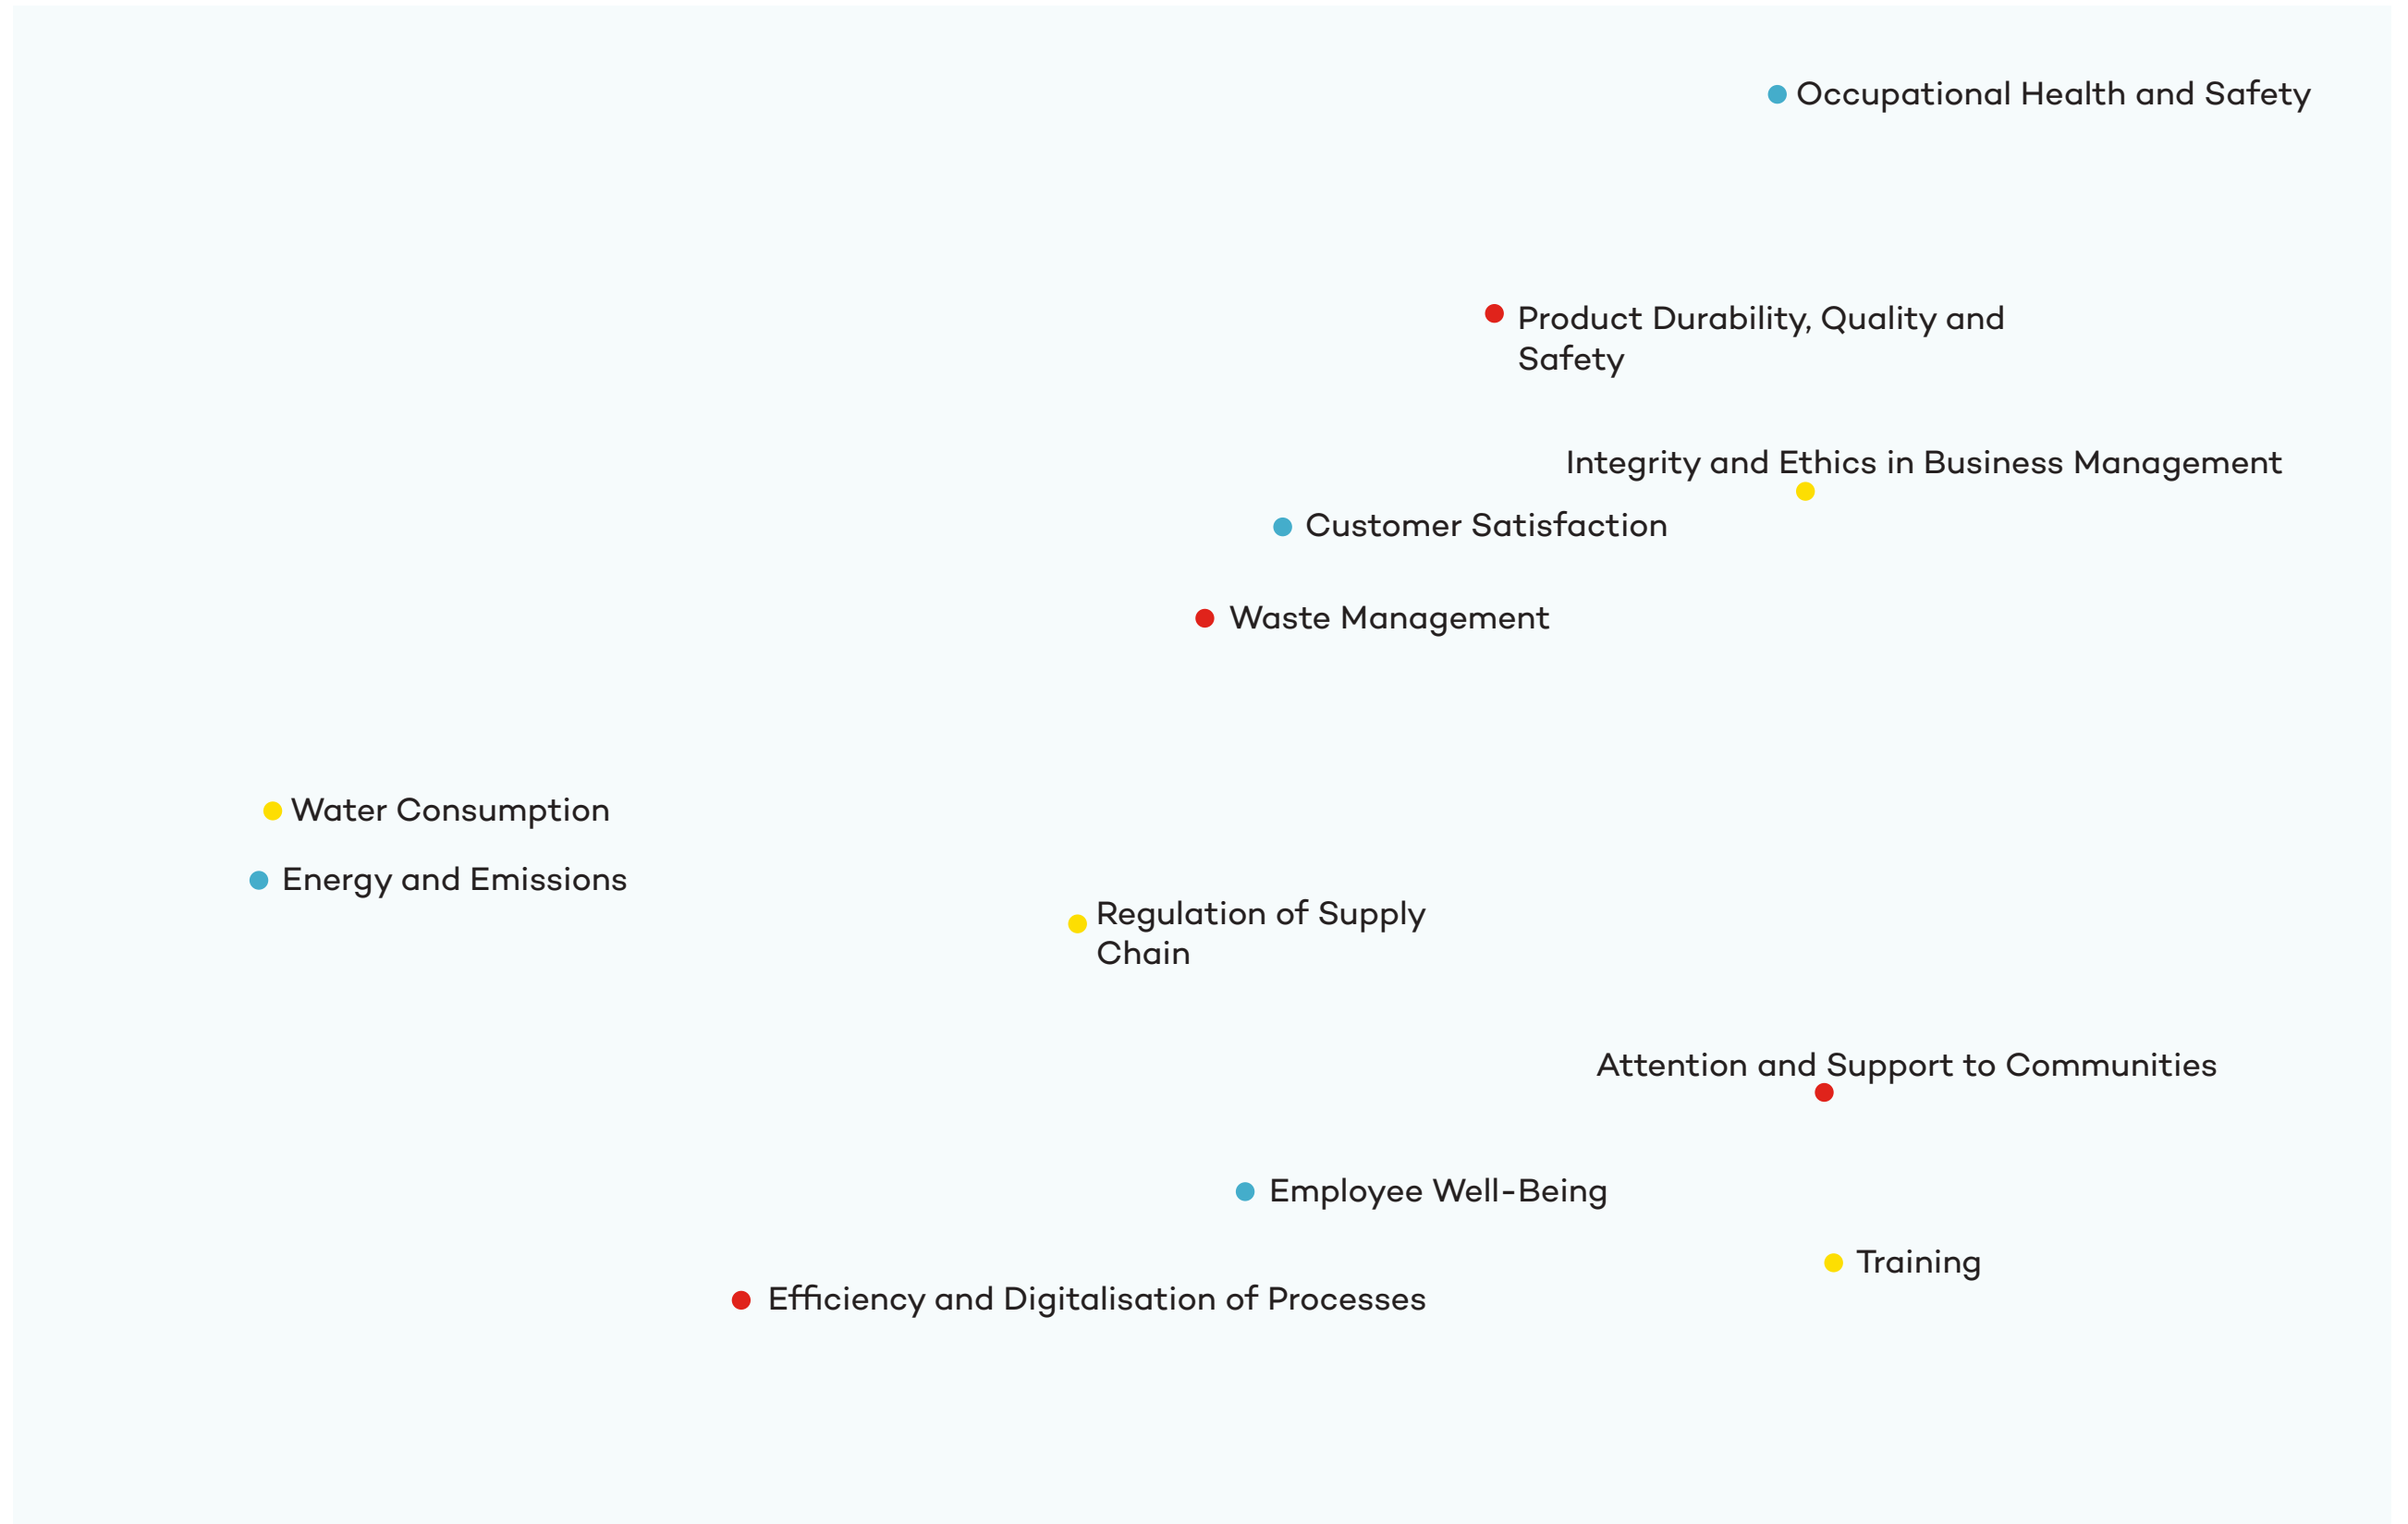 Occupational Health and Safety
Product Durability, Quality and
Safety
Integrity and Ethics in Business Management
Customer Satisfaction
Waste Management
Water Consumption
Energy and Emissions
Regulation of Supply
Chain
Attention and Support to Communities
Employee Well-Being
Training
Efficiency and Digitalisation of Processes